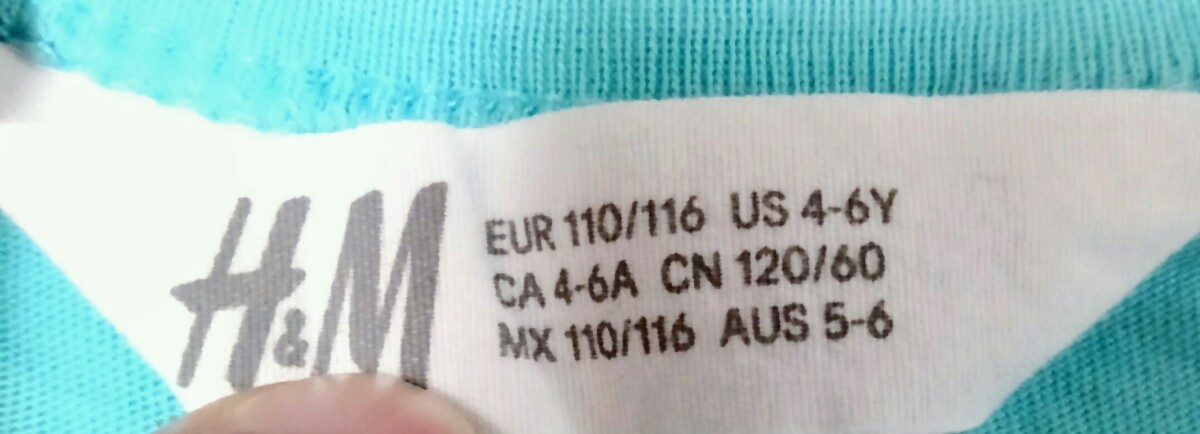 H&M
EUR 110/116 US 4-6Y
CA 4-6A CN 120/60
MX 110/116 AUS 5-6